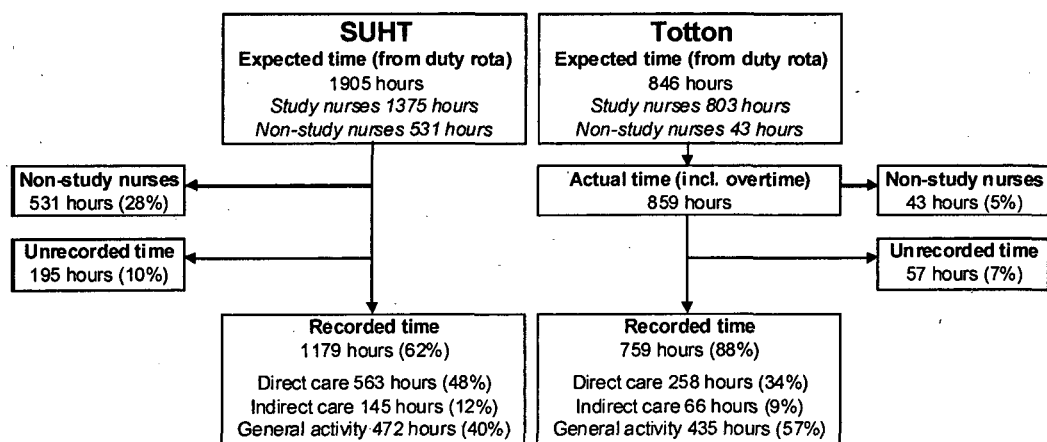 SUHT
Expected time (from duty rota)
1905 hours
Study nurses 1375 hours
Non-study nurses 531 hours
Totton
Expected time (from duty rota)
846 hours
Study nurses 803 hours
Non-study nurses 43 hours
Non-study nurses
531 hours (28%)
Actual time (incl. overtime)
859 hours
Non-study nurses
43 hours (5%)
Unrecorded time
195 hours (10%)
Unrecorded time
57 hours (7%)
Recorded time
1179 hours (62%)
Direct care 563 hours (48%)
Indirect care 145 hours (12%)
General activity 472 hours (40%)
Recorded time
759 hours (88%)
Direct care 258 hours (34%)
Indirect care 66 hours (9%)
General activity 435 hours (57%)